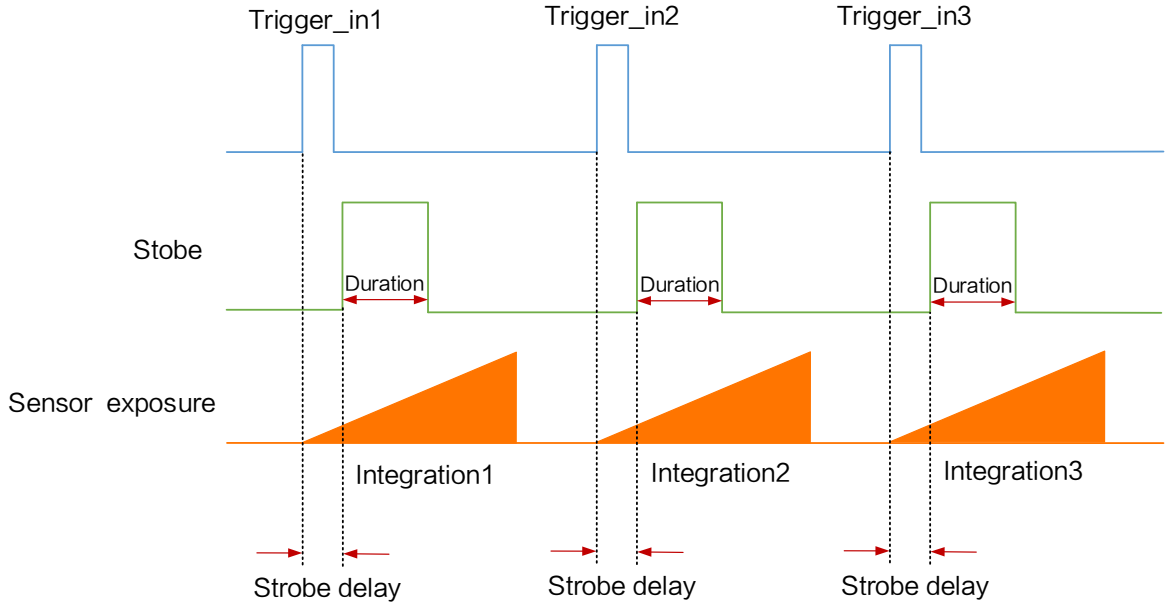 Trigger_in1 Trigger_in2 Trigger_in3
Stobe
Duration Duration Duration
Sensor exposure
Integration1 Integration2 Integration3
Strobe delay Strobe delay Strobe delay